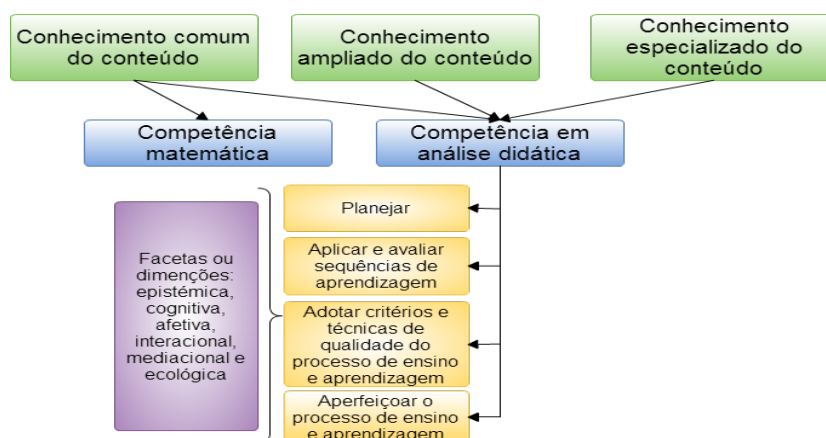 Conhecimento comum
do conteúdo
Conhecimento
ampliado do conteúdo
Conhecimento
especializado do
conteúdo
Competência
matemática
Competência em
análise didática
Planejar
Aplicar e avaliar
sequências de
aprendizagem
Adotar critérios e
técnicas de
qualidade do
processo de ensino
e aprendizagem
Aperfeiçoar o
processo de ensino
e aprendizagem
Facetas ou
dimenções:
epistémica,
cognitiva,
afetiva,
interacional,
mediacional e
ecológica